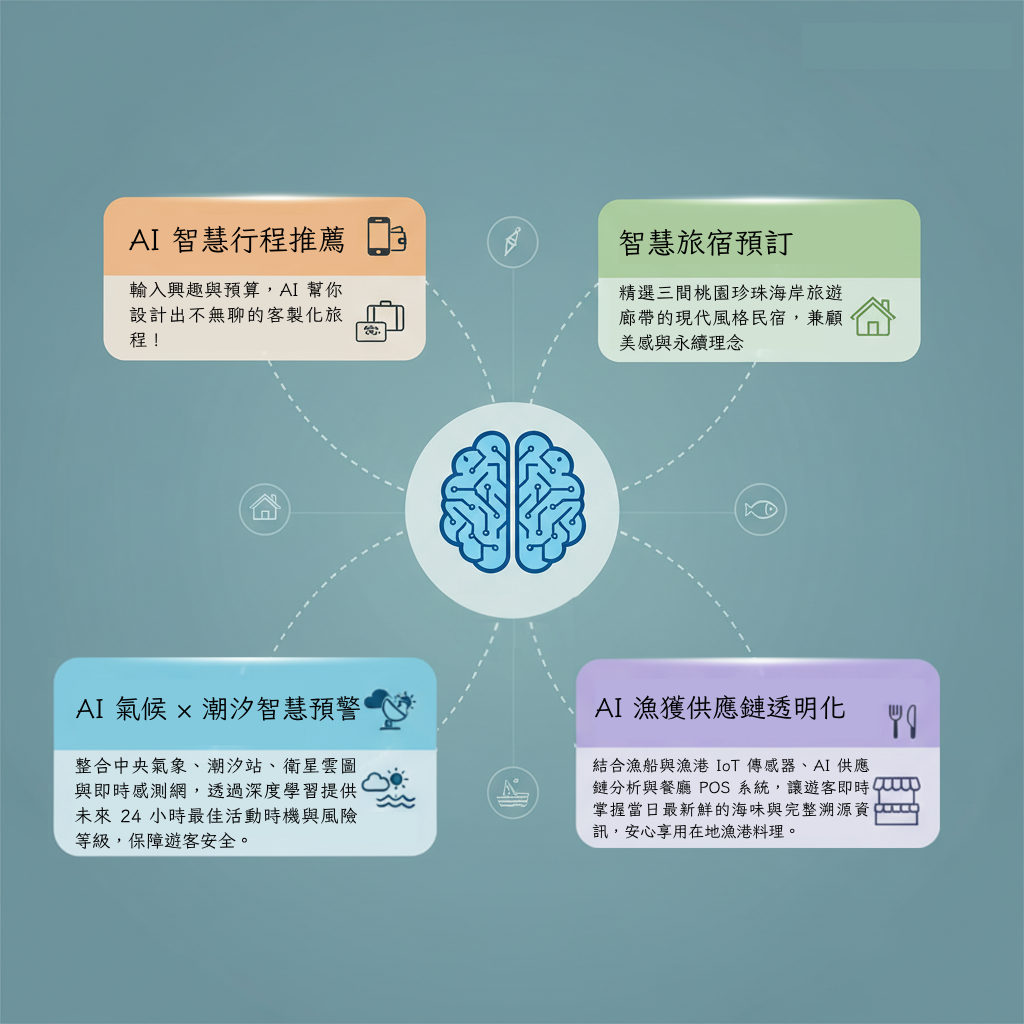 AI 智慧行程推薦
輸入興趣與預算，AI 幫你
設計出不無聊的客製化旅
程！
智慧旅宿預訂
精選三間桃園珍珠海岸旅遊
廊帶的現代風格民宿，兼顧
美感與永續理念
AI 氣候 × 潮汐智慧預警
整合中央氣象、潮汐站、衛星雲圖
與即時感測網，透過深度學習提供
未來 24 小時最佳活動時機與風險
等級，保障遊客安全。
AI 漁獲供應鏈透明化
結合漁船與漁港 IoT 傳感器、AI 供應
鏈分析與餐廳 POS 系統，讓遊客即時
掌握當日最新鮮的海味與完整溯源資
訊，安心享用在地漁港料理。